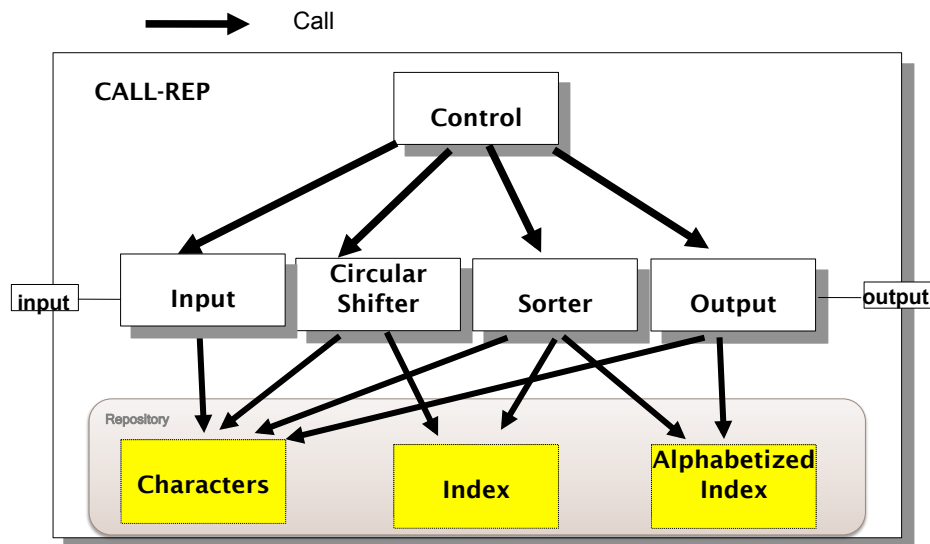 Call
CALL-REP
Control
input
Input
Circular
Shifter
Sorter
Output
output
Repository
Characters
Index
Alphabetized
Index